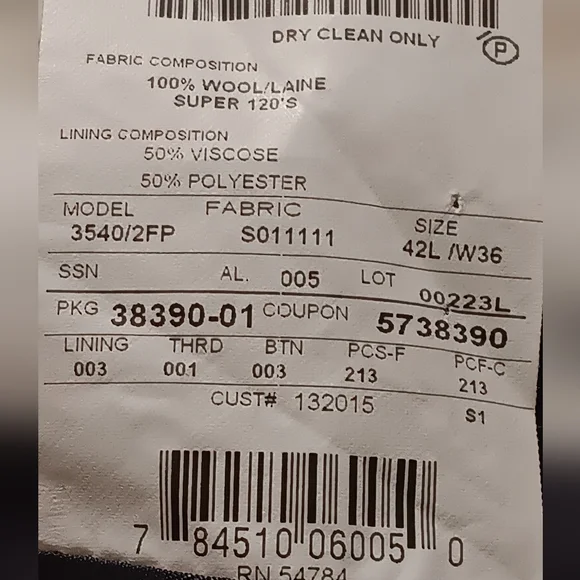 DRY CLEAN ONLY
P
FABRIC COMPOSITION
100% WOOL/LAINE
SUPER 120'S
LINING COMPOSITION
50% VISCOSE
50% POLYESTER
MODEL FABRIC SIZE
3540/2FP S011111 42L /W36
SSN AL. 005 LOT 00223L
PKG 38390-01 COUPON 5738390
LINING THRD BTN PCS-F PCF-C
003 001 003 213 213
CUST# 132015 S1
7 84510 06005 0
RN 54784